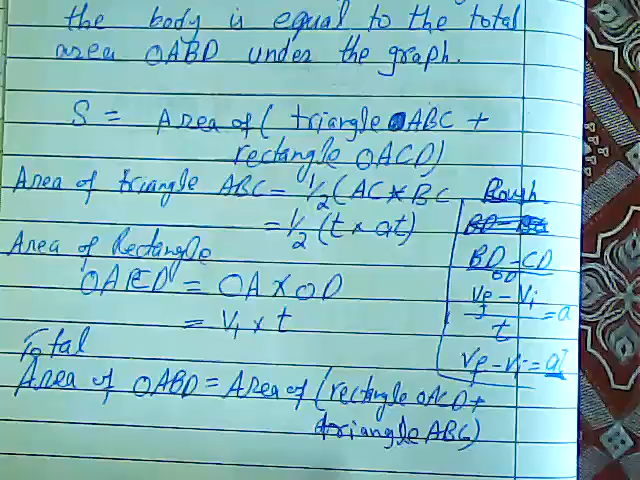 the body is equal to the total
area OABD under the graph.
S = Area of ( triangle ABC +
rectangle OACD)
Area of triangle ABC = 1/2 (AC × BC
= 1/2 (t × at)
Area of Rectangle
= OA × OD
= Vi × t
Total
Area of OABD = Area of (rectangle OACD +
triangle ABC)
Rough
BD - CD
Vf - Vi
= a
t
Vf - Vi = at